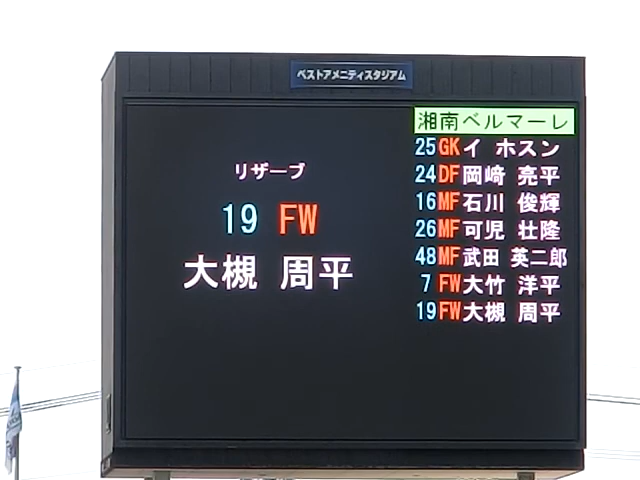 ベストアメニティスタジアム
リザーブ
19 FW
大槻 周平
湘南ベルマーレ
25 GK イ ホスン
24 DF 岡﨑 亮平
16 MF 石川 俊輝
26 MF 可児 壮隆
48 MF 武田 英二郎
7 FW 大竹 洋平
19 FW 大槻 周平